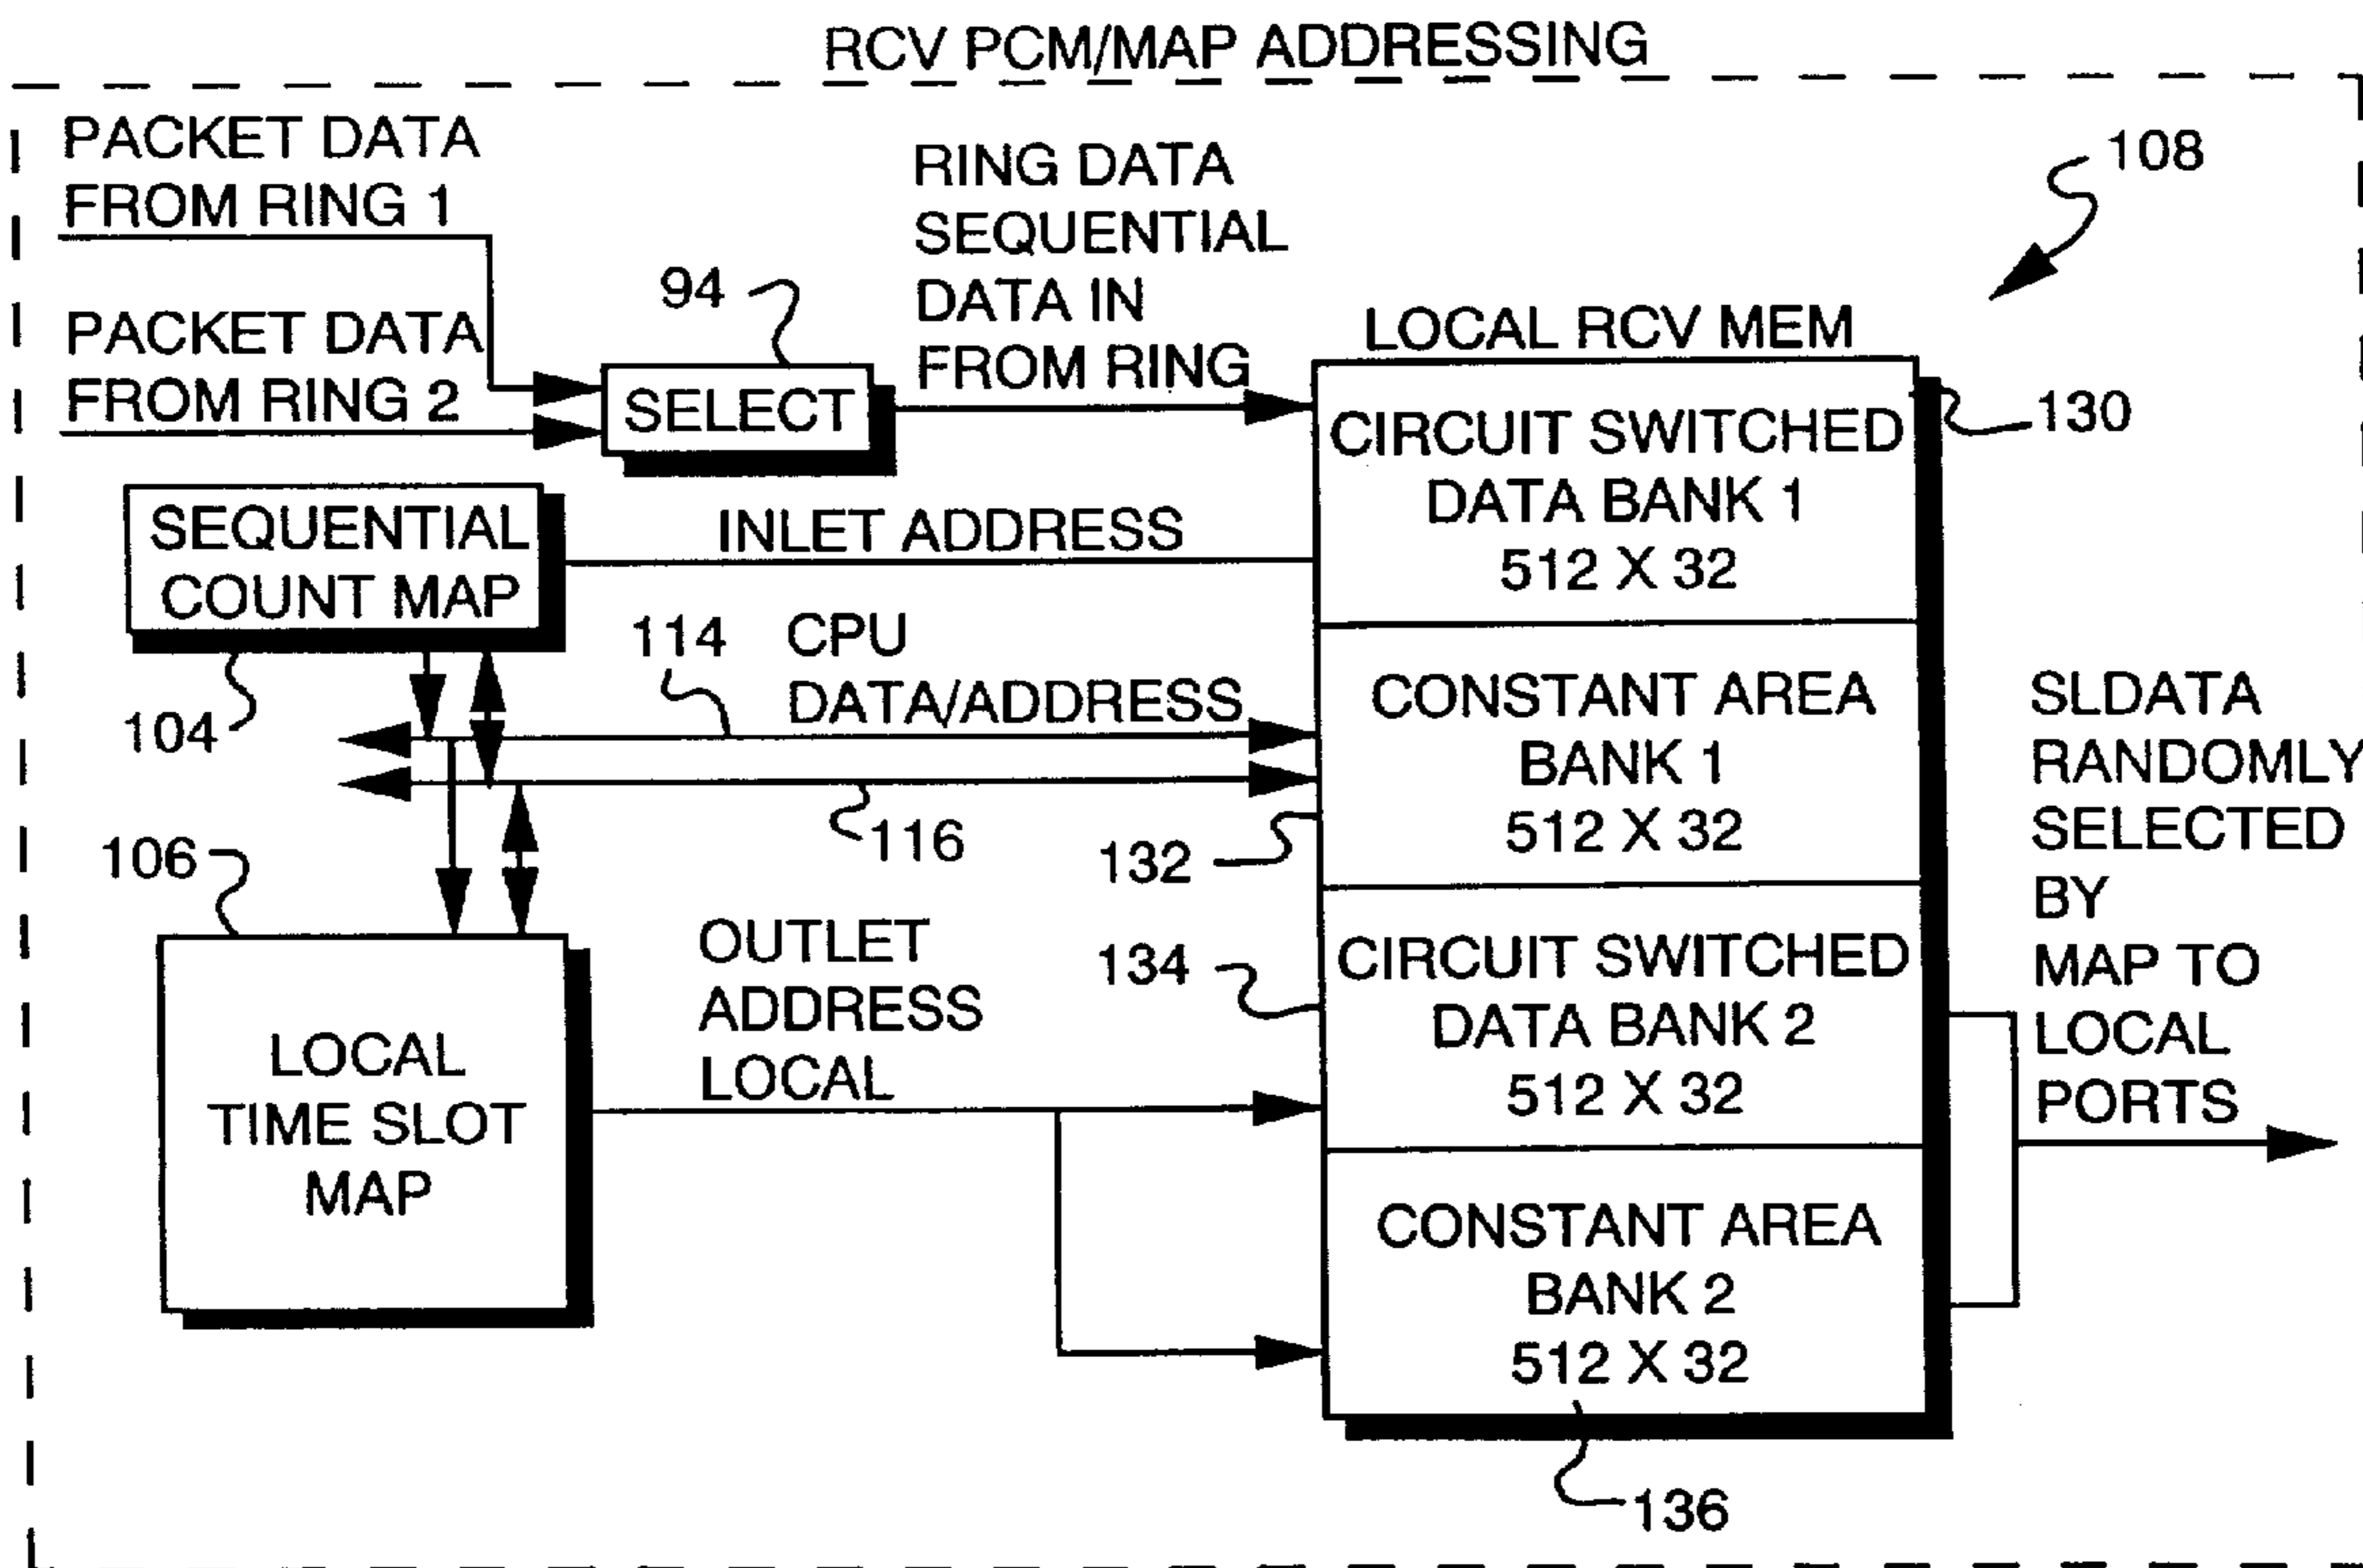 RCV PCM/MAP ADDRESSING
PACKET DATA
FROM RING 1
PACKET DATA
FROM RING 2
94
SELECT
RING DATA
SEQUENTIAL
DATA IN
FROM RING
108
LOCAL RCV MEM
CIRCUIT SWITCHED
DATA BANK 1
512 X 32
130
SEQUENTIAL
COUNT MAP
INLET ADDRESS
104
114
CPU
DATA/ADDRESS
116
CONSTANT AREA
BANK 1
512 X 32
132
106
LOCAL
TIME SLOT
MAP
OUTLET
ADDRESS
LOCAL
134
CIRCUIT SWITCHED
DATA BANK 2
512 X 32
CONSTANT AREA
BANK 2
512 X 32
136
SLDATA
RANDOMLY
SELECTED
BY
MAP TO
LOCAL
PORTS